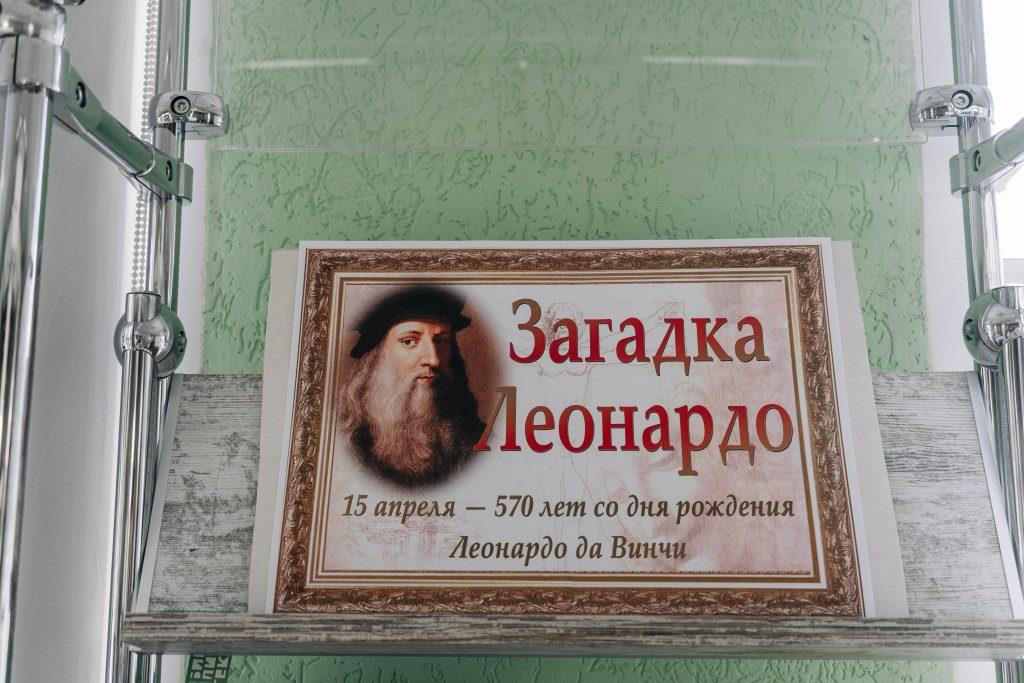 Загадка
Леонардо
15 апреля — 570 лет со дня рождения
Леонардо да Винчи